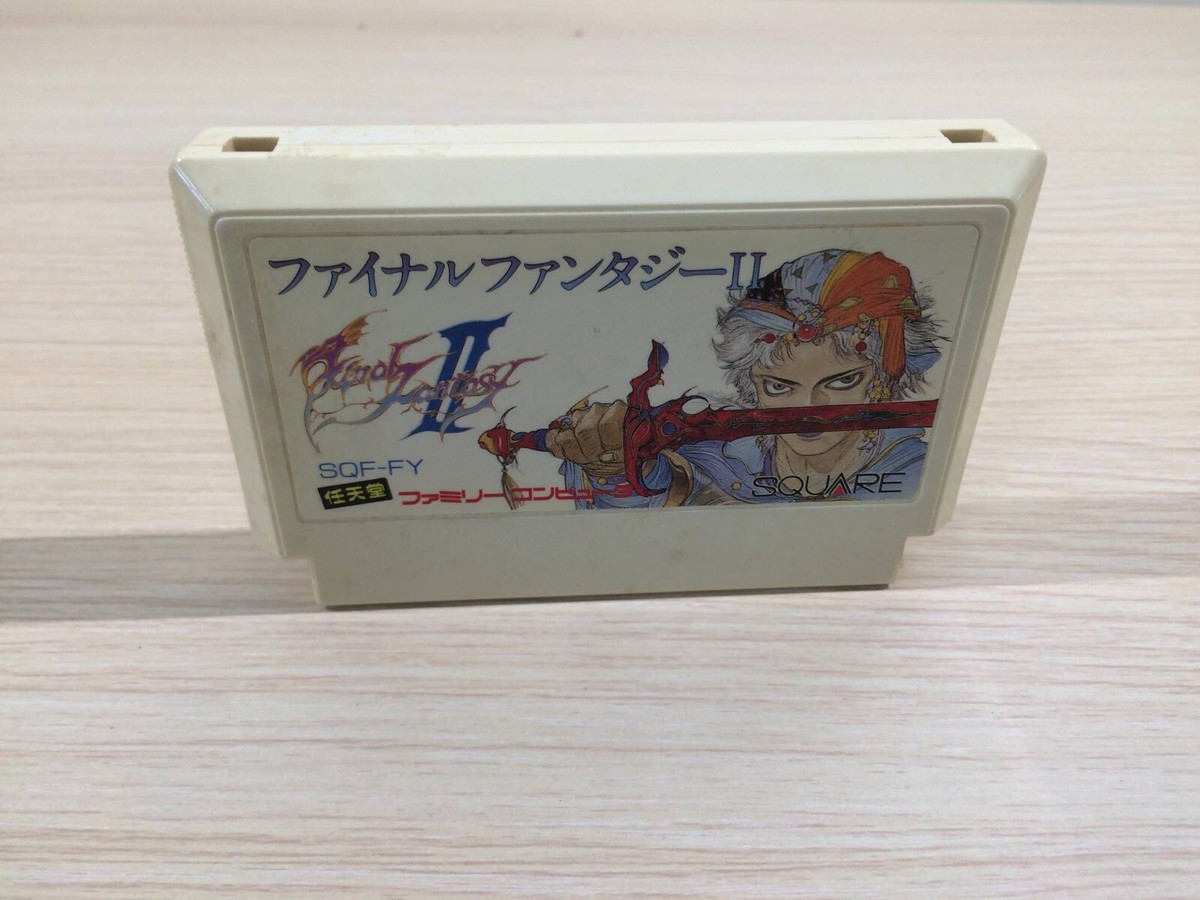 ファイナルファンタジーII
Final Fantasy II
SQF-FY
任天堂 ファミリーコンピュータ
SQUARE